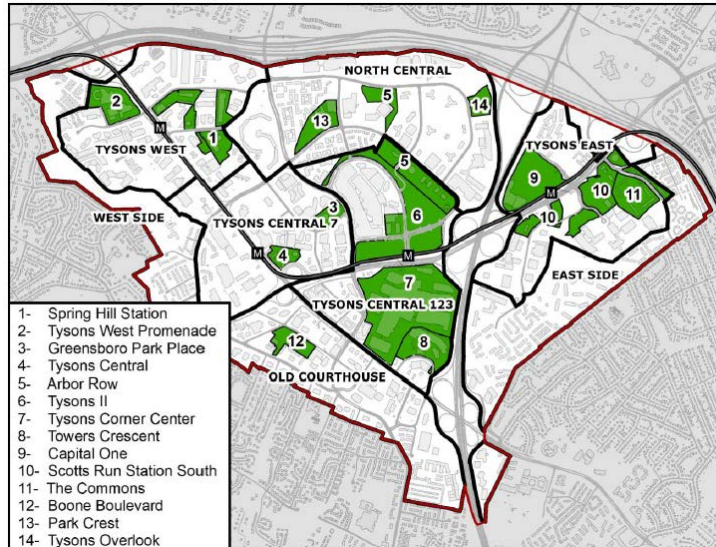 NORTH CENTRAL
2
5
14
13
1
TYSONS WEST
TYSONS EAST
M
5
9
10
11
M
3
6
WEST SIDE
TYSONS CENTRAL 7
10
M
4
M
EAST SIDE
7
TYSONS CENTRAL 123
12
8
OLD COURTHOUSE
1- Spring Hill Station
2- Tysons West Promenade
3- Greensboro Park Place
4- Tysons Central
5- Arbor Row
6- Tysons II
7- Tysons Corner Center
8- Towers Crescent
9- Capital One
10- Scotts Run Station South
11- The Commons
12- Boone Boulevard
13- Park Crest
14- Tysons Overlook